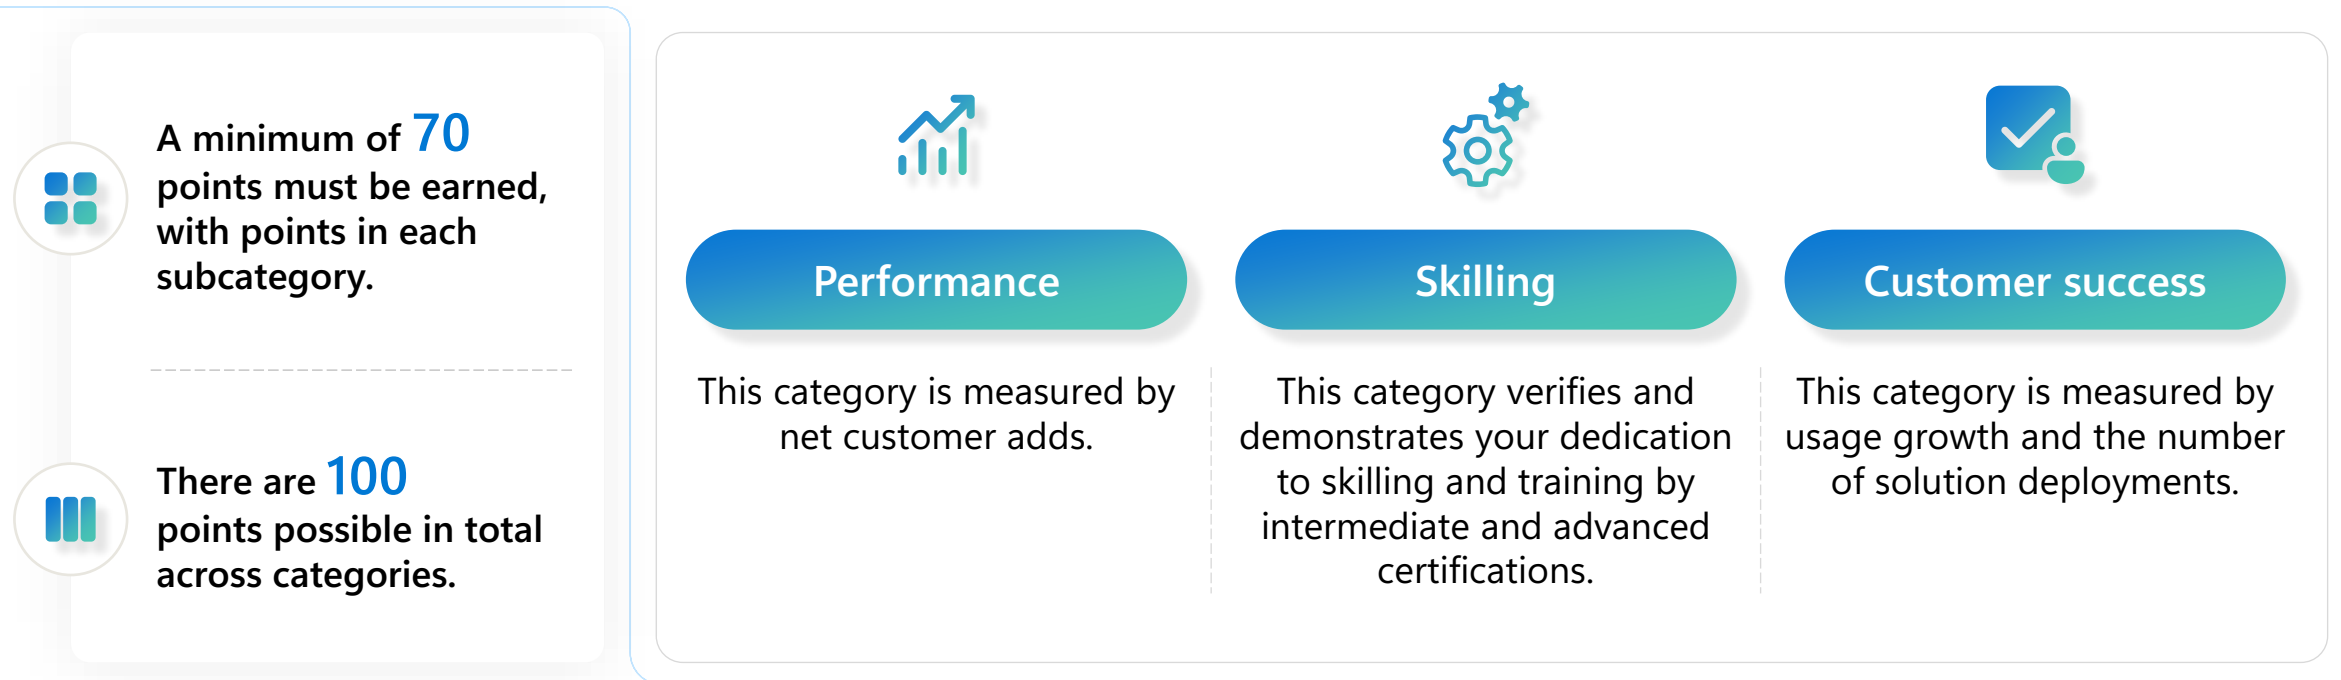 A minimum of 70
points must be earned,
with points in each
subcategory.
There are 100
points possible in total
across categories.
Performance
This category is measured by
net customer adds.
Skilling
This category verifies and
demonstrates your dedication
to skilling and training by
intermediate and advanced
certifications.
Customer success
This category is measured by
usage growth and the number
of solution deployments.